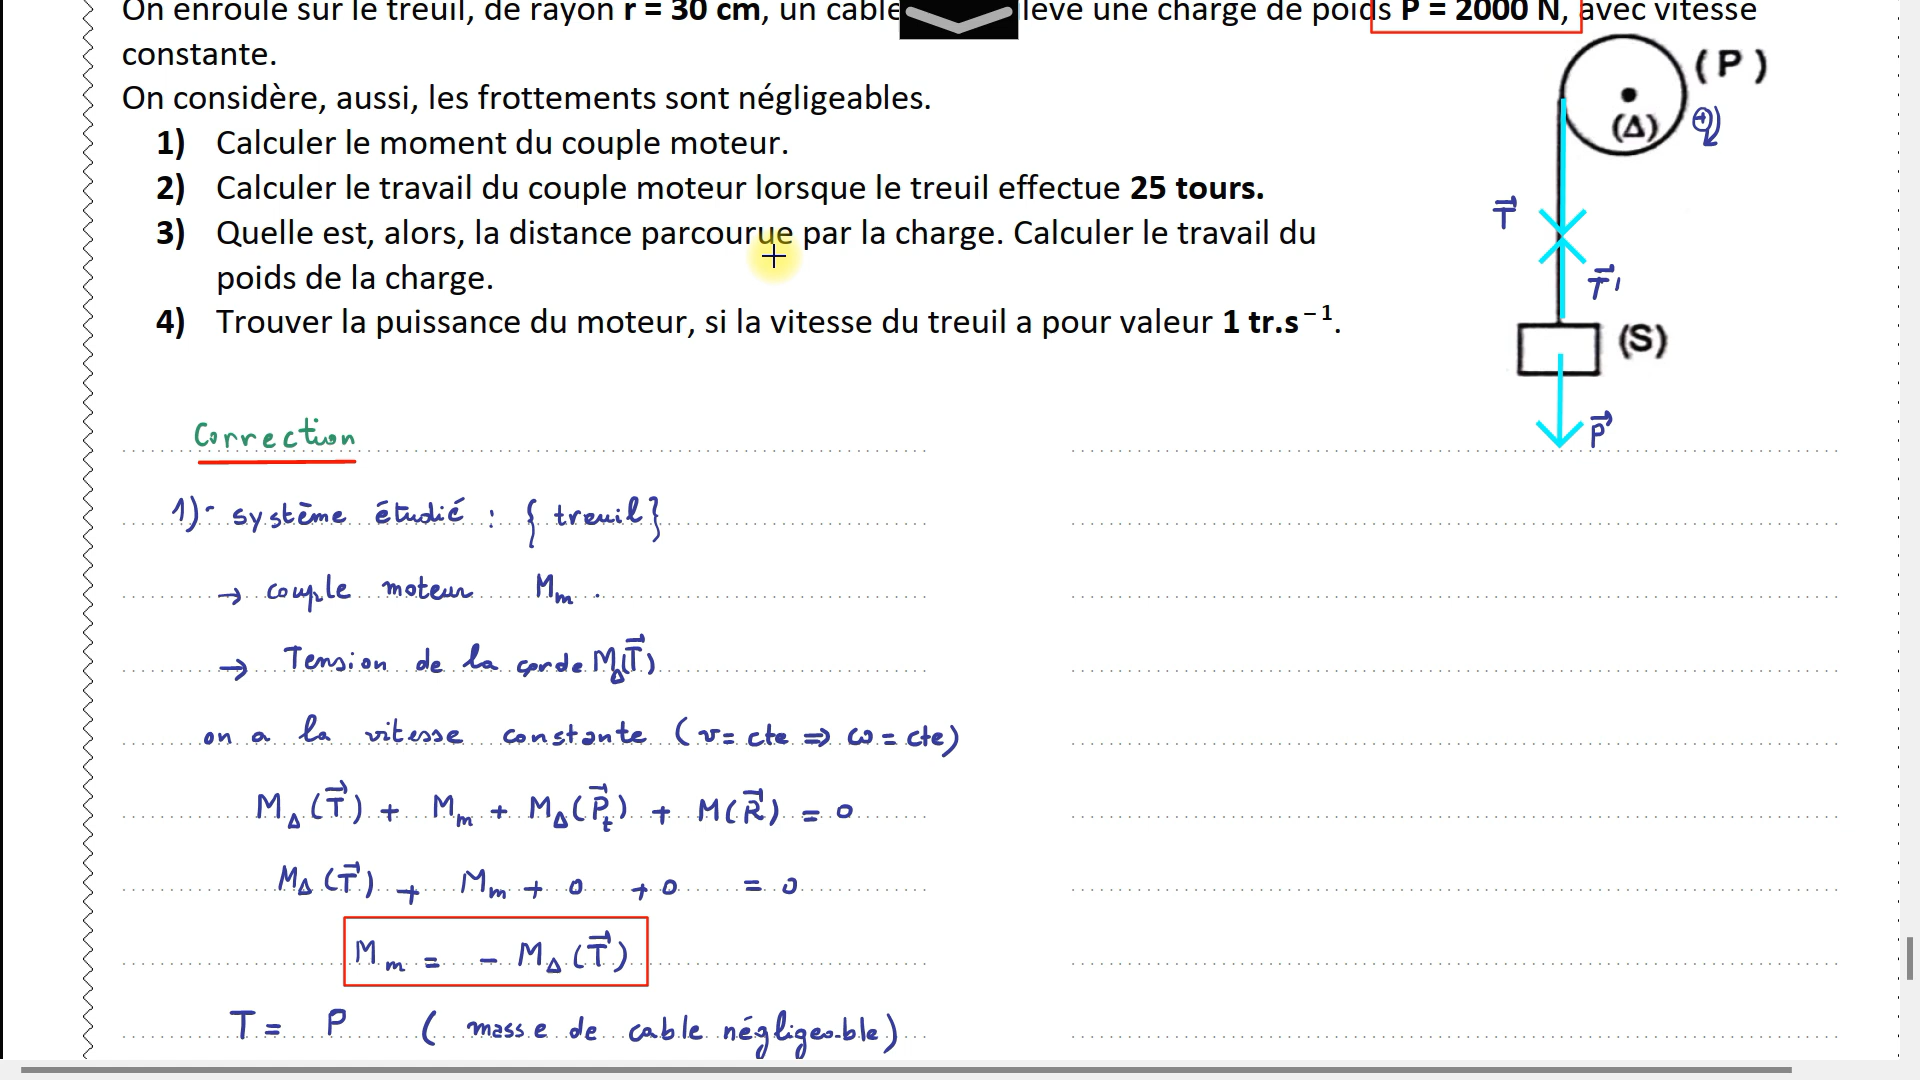 On enroule sur le treuil, de rayon r = 30 cm, un cable lève une charge de poids P = 2000 N, avec vitesse
constante.
On considère, aussi, les frottements sont négligeables.
1) Calculer le moment du couple moteur.
2) Calculer le travail du couple moteur lorsque le treuil effectue 25 tours.
3) Quelle est, alors, la distance parcourue par la charge. Calculer le travail du
poids de la charge.
4) Trouver la puissance du moteur, si la vitesse du treuil a pour valeur 1 tr.s⁻¹.
(P)
(Δ)
+
T⃗
T⃗'
(S)
P⃗
Correction
1)- système étudié : { treuil }
→ couple moteur Mm .
→ Tension de la corde MΔ(T⃗)
on a la vitesse constante (v = cte ⇒ ω = cte)
MΔ(T⃗) + Mm + MΔ(P⃗t) + M(R⃗) = 0
MΔ(T⃗) + Mm + 0 + 0 = 0
Mm = - MΔ(T⃗)
T = P ( masse de cable négligeable)